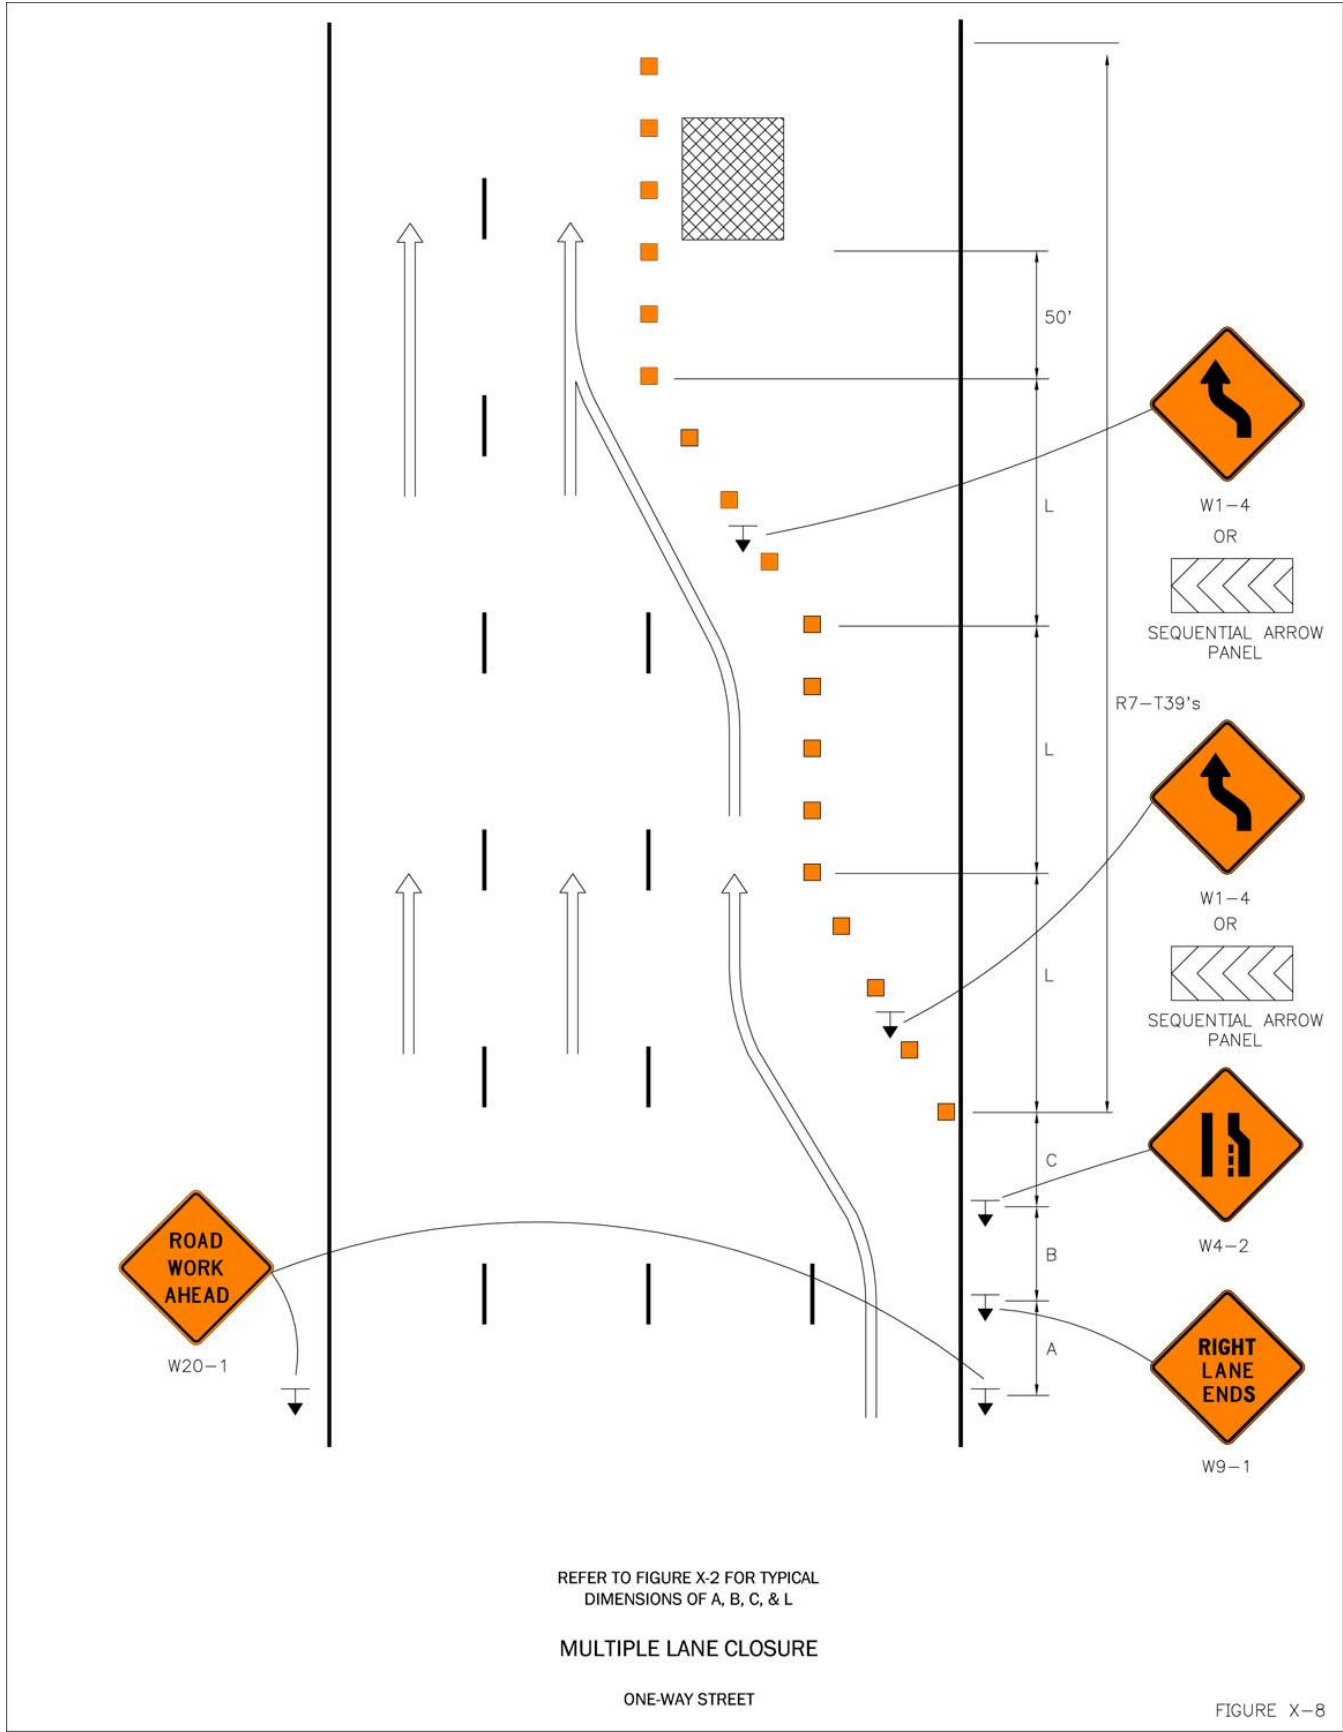 50'
W1-4
OR
L
SEQUENTIAL ARROW
PANEL
R7-T39's
L
W1-4
OR
L
SEQUENTIAL ARROW
PANEL
C
ROAD
WORK
AHEAD
W4-2
B
RIGHT
LANE
ENDS
A
W20-1
W9-1
REFER TO FIGURE X-2 FOR TYPICAL
DIMENSIONS OF A, B, C, & L
MULTIPLE LANE CLOSURE
ONE-WAY STREET
FIGURE X-8